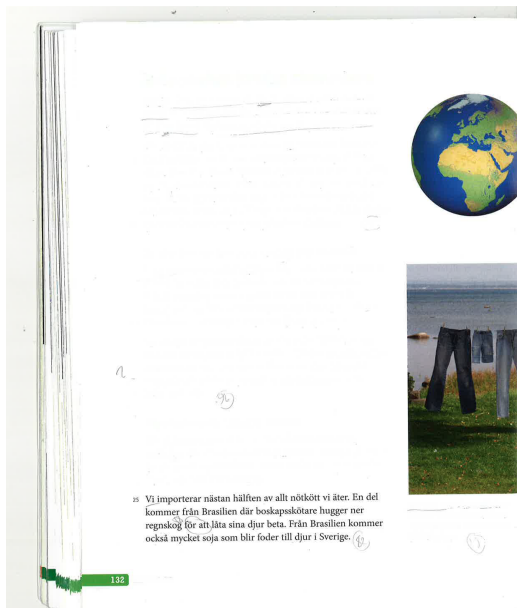 25 Vi importerar nästan hälften av allt nötkött vi äter. En del
kommer från Brasilien där boskapsskötare hugger ner
regnskog för att låta sina djur beta. Från Brasilien kommer
också mycket soja som blir foder till djur i Sverige.
132